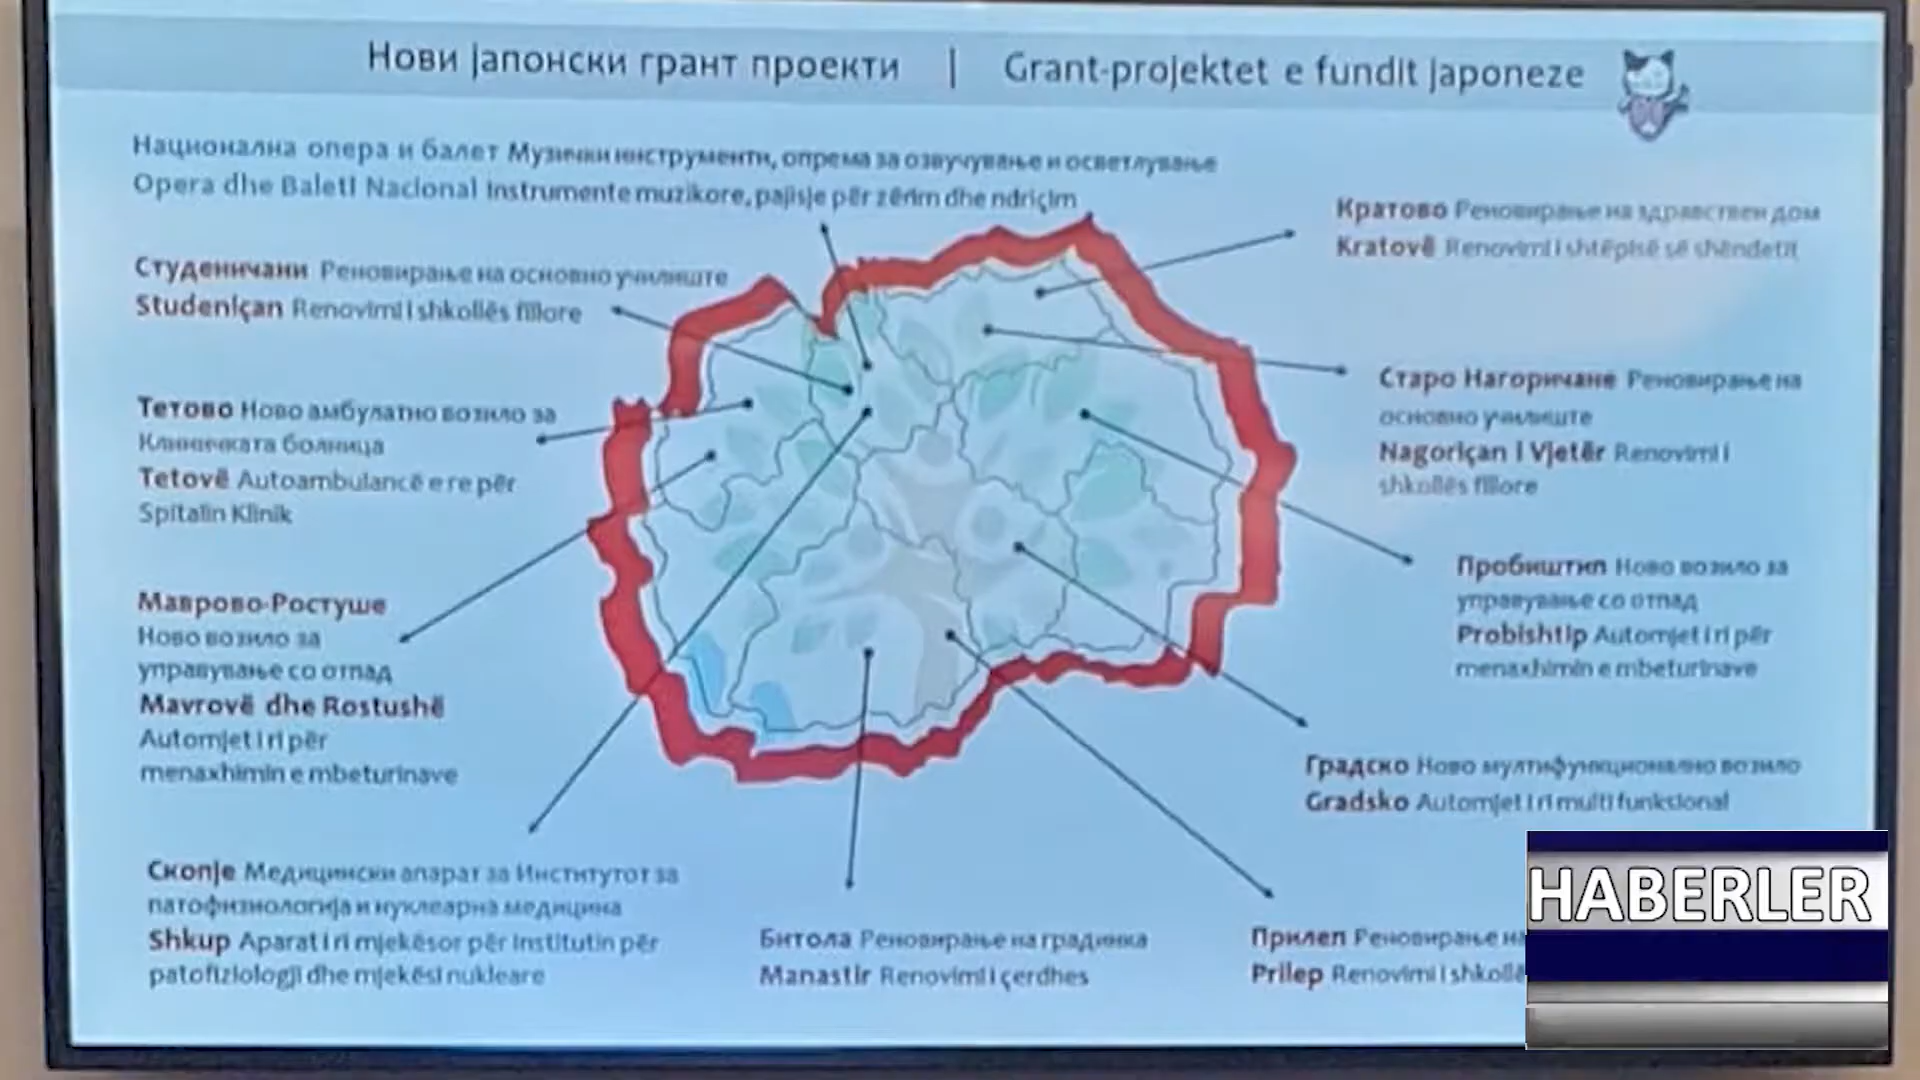 Нови јапонски грант проекти | Grant-projektet e fundit japoneze
Национална опера и балет Музички инструменти, опрема за озвучување и осветлување
Opera dhe Baleti Nacional Instrumente muzikore, pajisje për zërim dhe ndriçim
Студеничани Реновирање на основно училиште
Studeniçan Renovimi i shkollës fillore
Тетово Ново амбулатно возило за
Клиничката болница
Tetovë Autoambulancë e re për
Spitalin Klinik
Маврово-Ростуше
Ново возило за
управување со отпад
Mavrovë dhe Rostushë
Automjet i ri për
menaxhimin e mbeturinave
Скопје Медицински апарат за Институтот за
патофизиологија и нуклеарна медицина
Shkup Aparat i ri mjekësor për Institutin për
patofiziologji dhe mjekësi nukleare
Битола Реновирање на градинка
Manastir Renovimi i çerdhes
Кратово Реновирање на здравствен дом
Kratovë Renovimi i shtëpisë së shëndetit
Старо Нагоричане Реновирање на
основно училиште
Nagoriçan i Vjetër Renovimi i
shkollës fillore
Пробиштип Ново возило за
управување со отпад
Probishtip Automjet i ri për
menaxhimin e mbeturinave
Градско Ново мултифункционално возило
Gradsko Automjet i ri multifunksional
Прилеп Реновирање на
Prilep Renovimi i shkollë
HABERLER